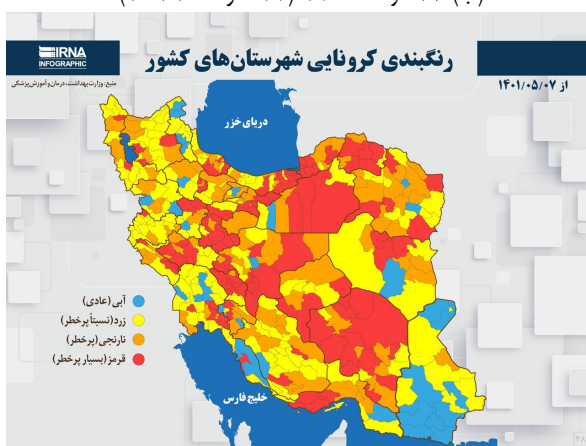 IRNA
INFOGRAPHIC
رنگبندی کرونایی شهرستان‌های کشور
از ۱۴۰۱/۰۵/۰۷
منبع: وزارت بهداشت، درمان و آموزش پزشکی
دریای خزر
آبی (عادی)
زرد (نسبتاً پرخطر)
نارنجی (پرخطر)
قرمز (بسیار پرخطر)
خلیج فارس